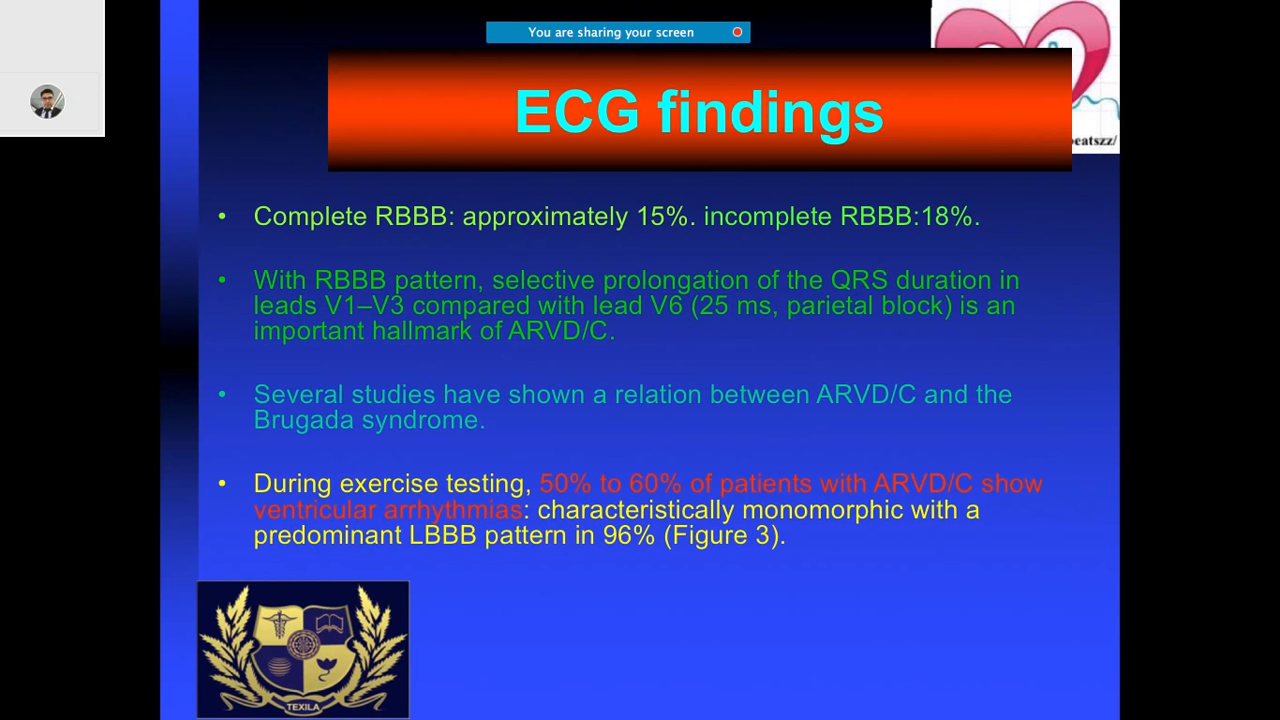 You are sharing your screen
ECG findings
eatszz/
• Complete RBBB: approximately 15%. incomplete RBBB:18%.
• With RBBB pattern, selective prolongation of the QRS duration in
leads V1–V3 compared with lead V6 (25 ms, parietal block) is an
important hallmark of ARVD/C.
• Several studies have shown a relation between ARVD/C and the
Brugada syndrome.
• During exercise testing, 50% to 60% of patients with ARVD/C show
ventricular arrhythmias: characteristically monomorphic with a
predominant LBBB pattern in 96% (Figure 3).
TEXILA